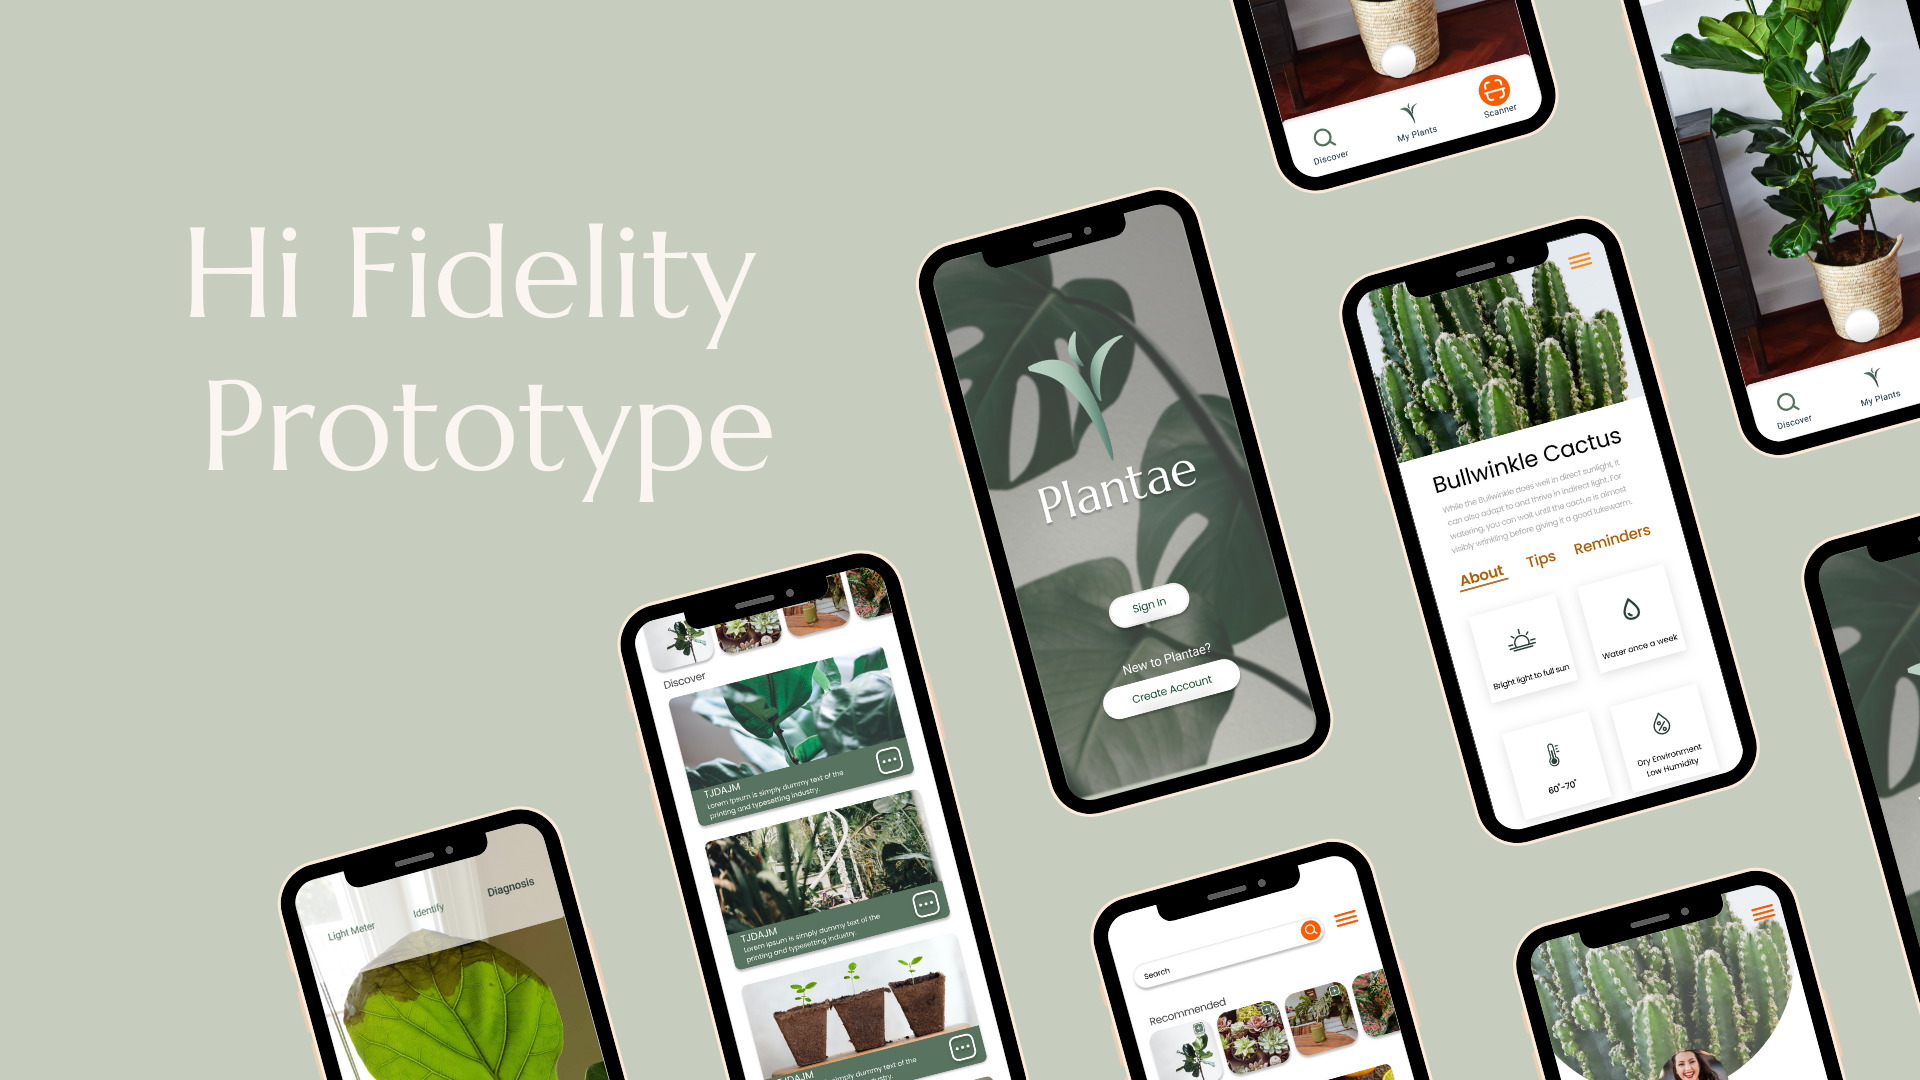 Hi Fidelity
Prototype
Discover
My Plants
Scanner
Discover
My Plants
Plantae
Sign In
New to Plantae?
Create Account
Bullwinkle Cactus
While the Bullwinkle does well in direct sunlight, it
can also adapt to and thrive in indirect light. For
watering, you can wait until the cactus is almost
visibly wrinkling before giving it a good lukewarm.
About Tips Reminders
Bright light to full sun
Water once a week
60°-70°
Dry Environment
Low Humidity
Discover
TJDAJM
Lorem Ipsum is simply dummy text of the
printing and typesetting industry.
TJDAJM
Lorem Ipsum is simply dummy text of the
printing and typesetting industry.
TJDAJM
simply dummy text of the
industry.
Light Meter Identify Diagnosis
Search
Recommended